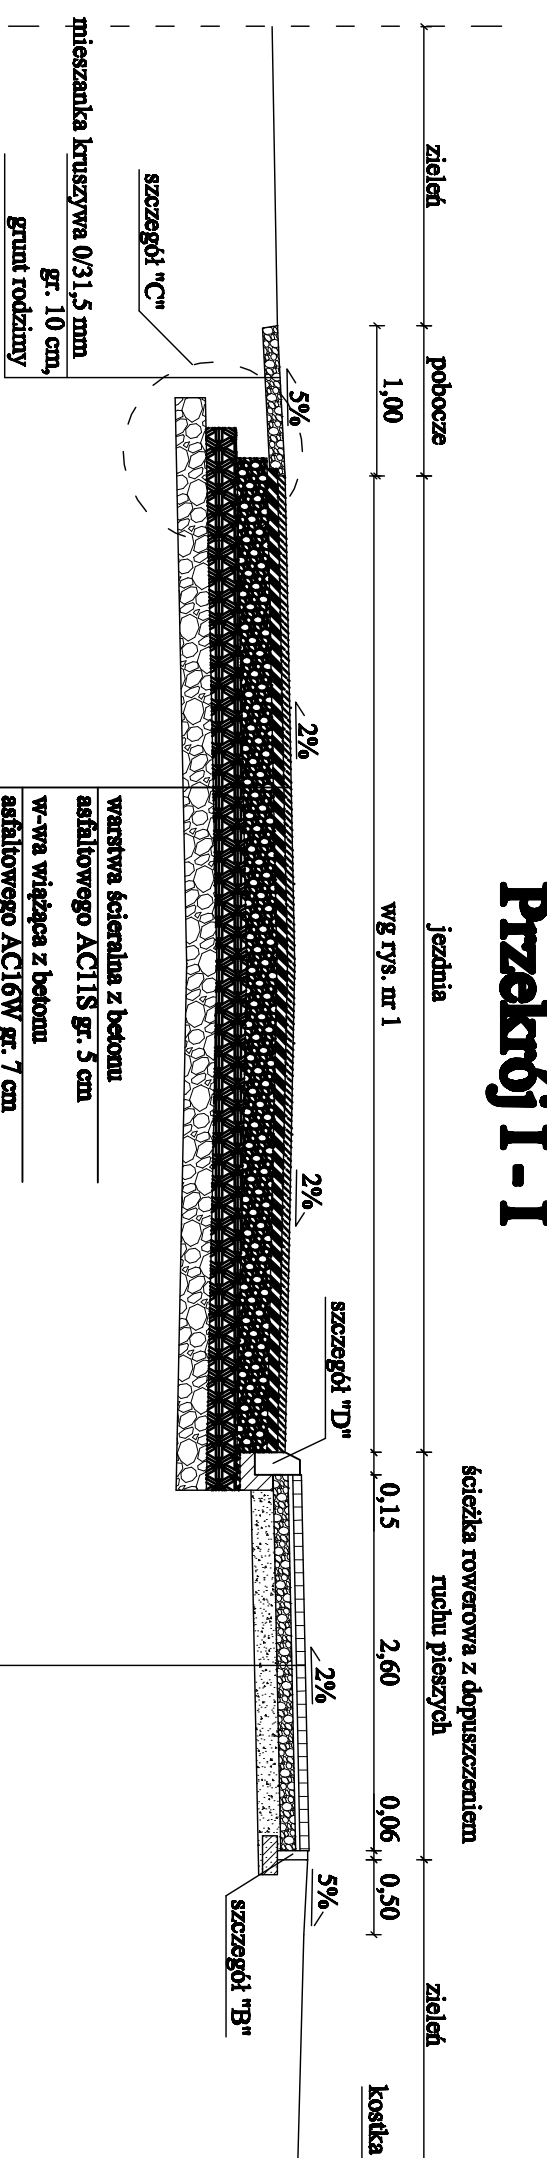 Przekrój I - I
zieleń
pobocze
jezdnia
ścieżka rowerowa z dopuszczeniem
ruchu pieszych
zieleń
1,00
wg rys. nr 1
0,15
2,60
0,06
0,50
kostka
5%
2%
2%
2%
5%
szczegół "D"
szczegół "B"
szczegół "C"
mieszanka kruszywa 0/31,5 mm
gr. 10 cm,
grunt rodzimy
warstwa ścieralna z betonu
asfaltowego AC11S gr. 5 cm
w-wa wiążąca z betonu
asfaltowego AC16W gr. 7 cm